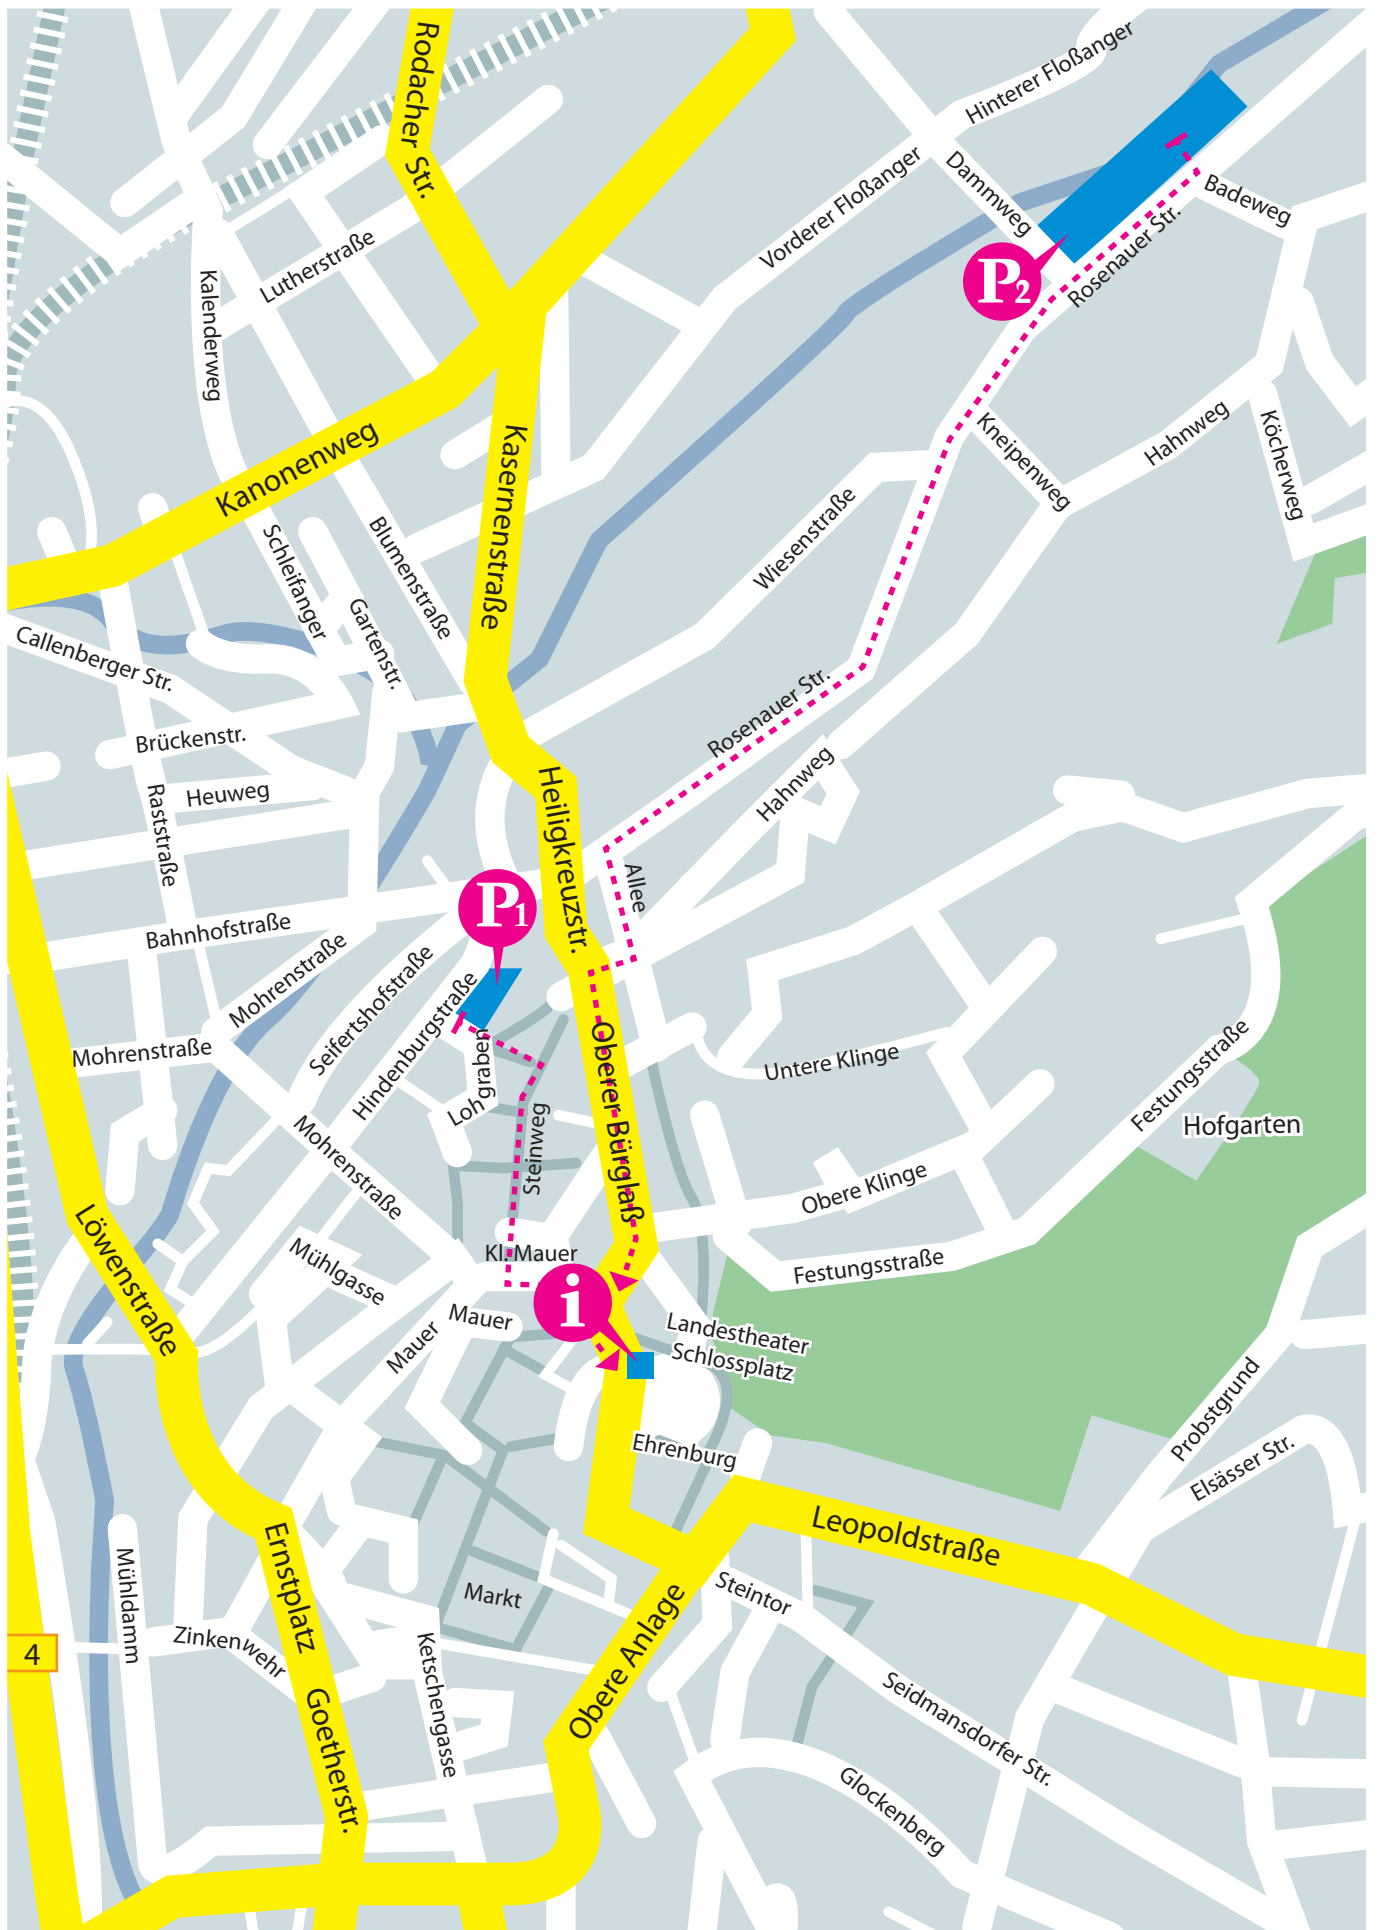 Rodacher Str.
Hinterer Floßanger
Dammweg
Vorderer Floßanger
Badeweg
Rosenauer Str.
P2
Lutherstraße
Kalenderweg
Kanonenweg
Kasernenstraße
Kneipenweg
Hahnweg
Köcherweg
Wiesenstraße
Schleifanger
Blumenstraße
Gartenstr.
Callenberger Str.
Brückenstr.
Heuweg
Raststraße
Rosenauer Str.
Hahnweg
Heiligkreuzstr.
Allee
P1
Bahnhofstraße
Mohrenstraße
Seifertshofstraße
Hindenburgstraße
Mohrenstraße
Lohgraben
Oberer Bürglaß
Untere Klinge
Festungsstraße
Hofgarten
Mohrenstraße
Steinweg
Obere Klinge
Löwenstraße
Mühlgasse
Kl. Mauer
Festungsstraße
i
Mauer
Mauer
Landestheater
Schlossplatz
Probstgrund
Ehrenburg
Elsässer Str.
Leopoldstraße
Ernstplatz
Mühldamm
Markt
Steintor
Obere Anlage
4
Zinkenwehr
Ketschengasse
Goetherstr.
Seidmansdorfer Str.
Glockenberg